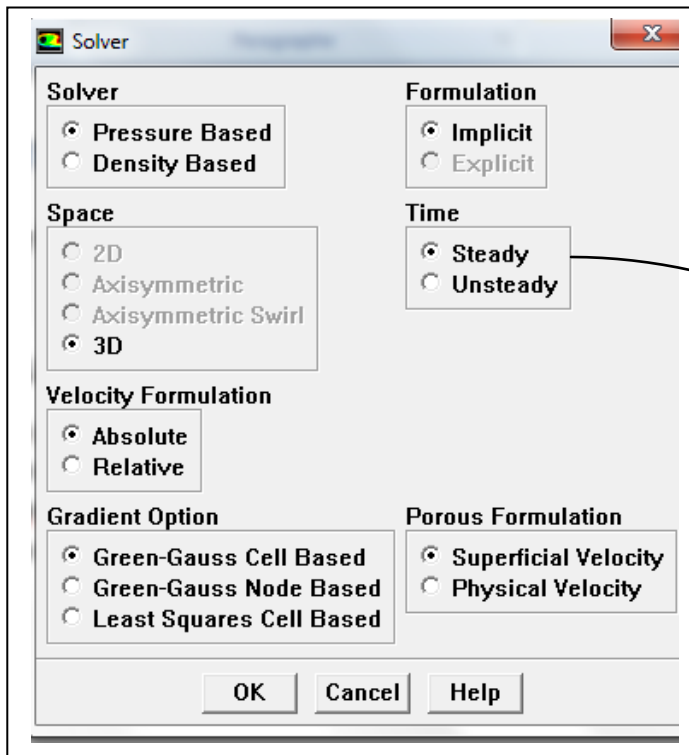 Solver
Solver
Pressure Based
Density Based
Formulation
Implicit
Explicit
Space
2D
Axisymmetric
Axisymmetric Swirl
3D
Time
Steady
Unsteady
Velocity Formulation
Absolute
Relative
Gradient Option
Green-Gauss Cell Based
Green-Gauss Node Based
Least Squares Cell Based
Porous Formulation
Superficial Velocity
Physical Velocity
OK
Cancel
Help